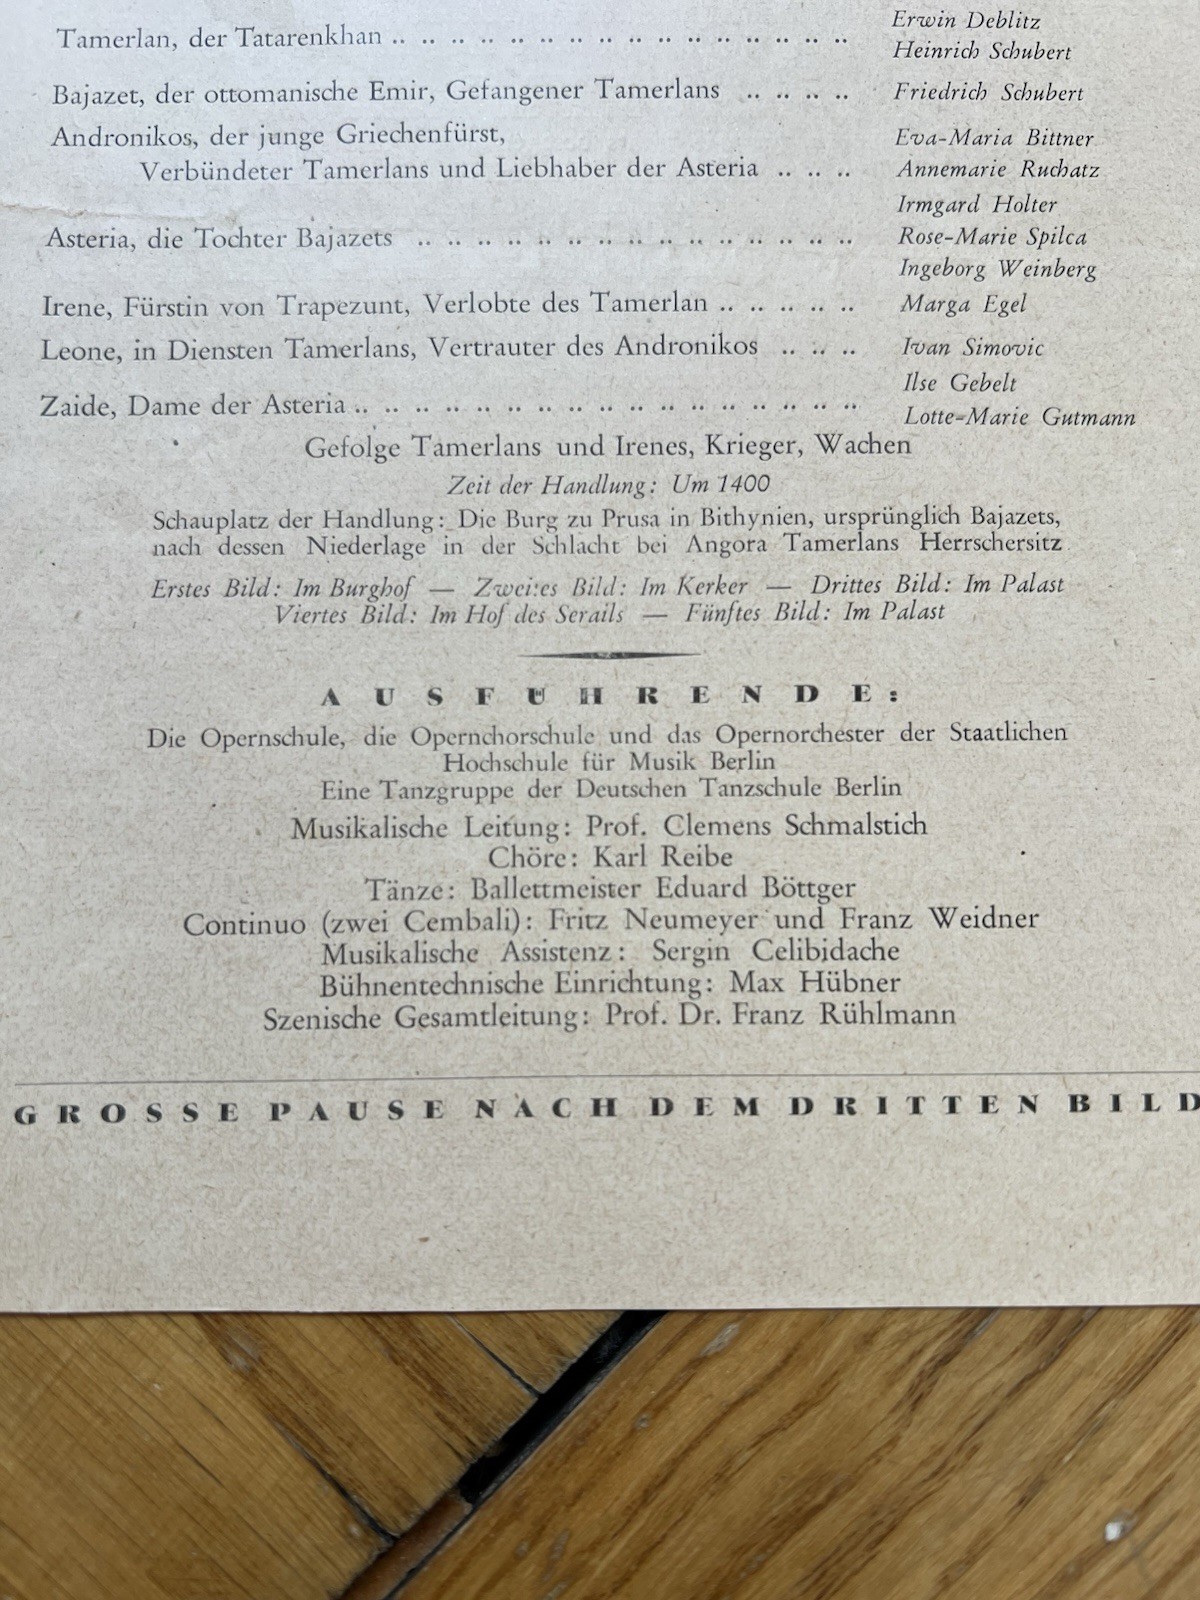 Erwin Deblitz
Tamerlan, der Tatarenkhan .. .. .. .. .. .. .. .. .. .. .. .. .. .. .. ..
Heinrich Schubert
Bajazet, der ottomanische Emir, Gefangener Tamerlans .. .. .. .. Friedrich Schubert
Andronikos, der junge Griechenfürst, Eva-Maria Bittner
Verbündeter Tamerlans und Liebhaber der Asteria .. .. .. Annemarie Ruchatz
Irmgard Holter
Asteria, die Tochter Bajazets .. .. .. .. .. .. .. .. .. .. .. .. .. .. .. Rose-Marie Spilca
Ingeborg Weinberg
Irene, Fürstin von Trapezunt, Verlobte des Tamerlan .. .. .. .. .. Marga Egel
Leone, in Diensten Tamerlans, Vertrauter des Andronikos .. .. .. Ivan Simovic
Ilse Gebelt
Zaide, Dame der Asteria .. .. .. .. .. .. .. .. .. .. .. .. .. .. .. .. ..
Lotte-Marie Gutmann
Gefolge Tamerlans und Irenes, Krieger, Wachen
Zeit der Handlung: Um 1400
Schauplatz der Handlung: Die Burg zu Prusa in Bithynien, ursprünglich Bajazets,
nach dessen Niederlage in der Schlacht bei Angora Tamerlans Herrschersitz
Erstes Bild: Im Burghof — Zweites Bild: Im Kerker — Drittes Bild: Im Palast
Viertes Bild: Im Hof des Serails — Fünftes Bild: Im Palast
AUSFÜHRENDE:
Die Opernschule, die Opernchorschule und das Opernorchester der Staatlichen
Hochschule für Musik Berlin
Eine Tanzgruppe der Deutschen Tanzschule Berlin
Musikalische Leitung: Prof. Clemens Schmalstich
Chöre: Karl Reibe
Tänze: Ballettmeister Eduard Böttger
Continuo (zwei Cembali): Fritz Neumeyer und Franz Weidner
Musikalische Assistenz: Sergin Celibidache
Bühnentechnische Einrichtung: Max Hübner
Szenische Gesamtleitung: Prof. Dr. Franz Rühlmann
GROSSE PAUSE NACH DEM DRITTEN BILD